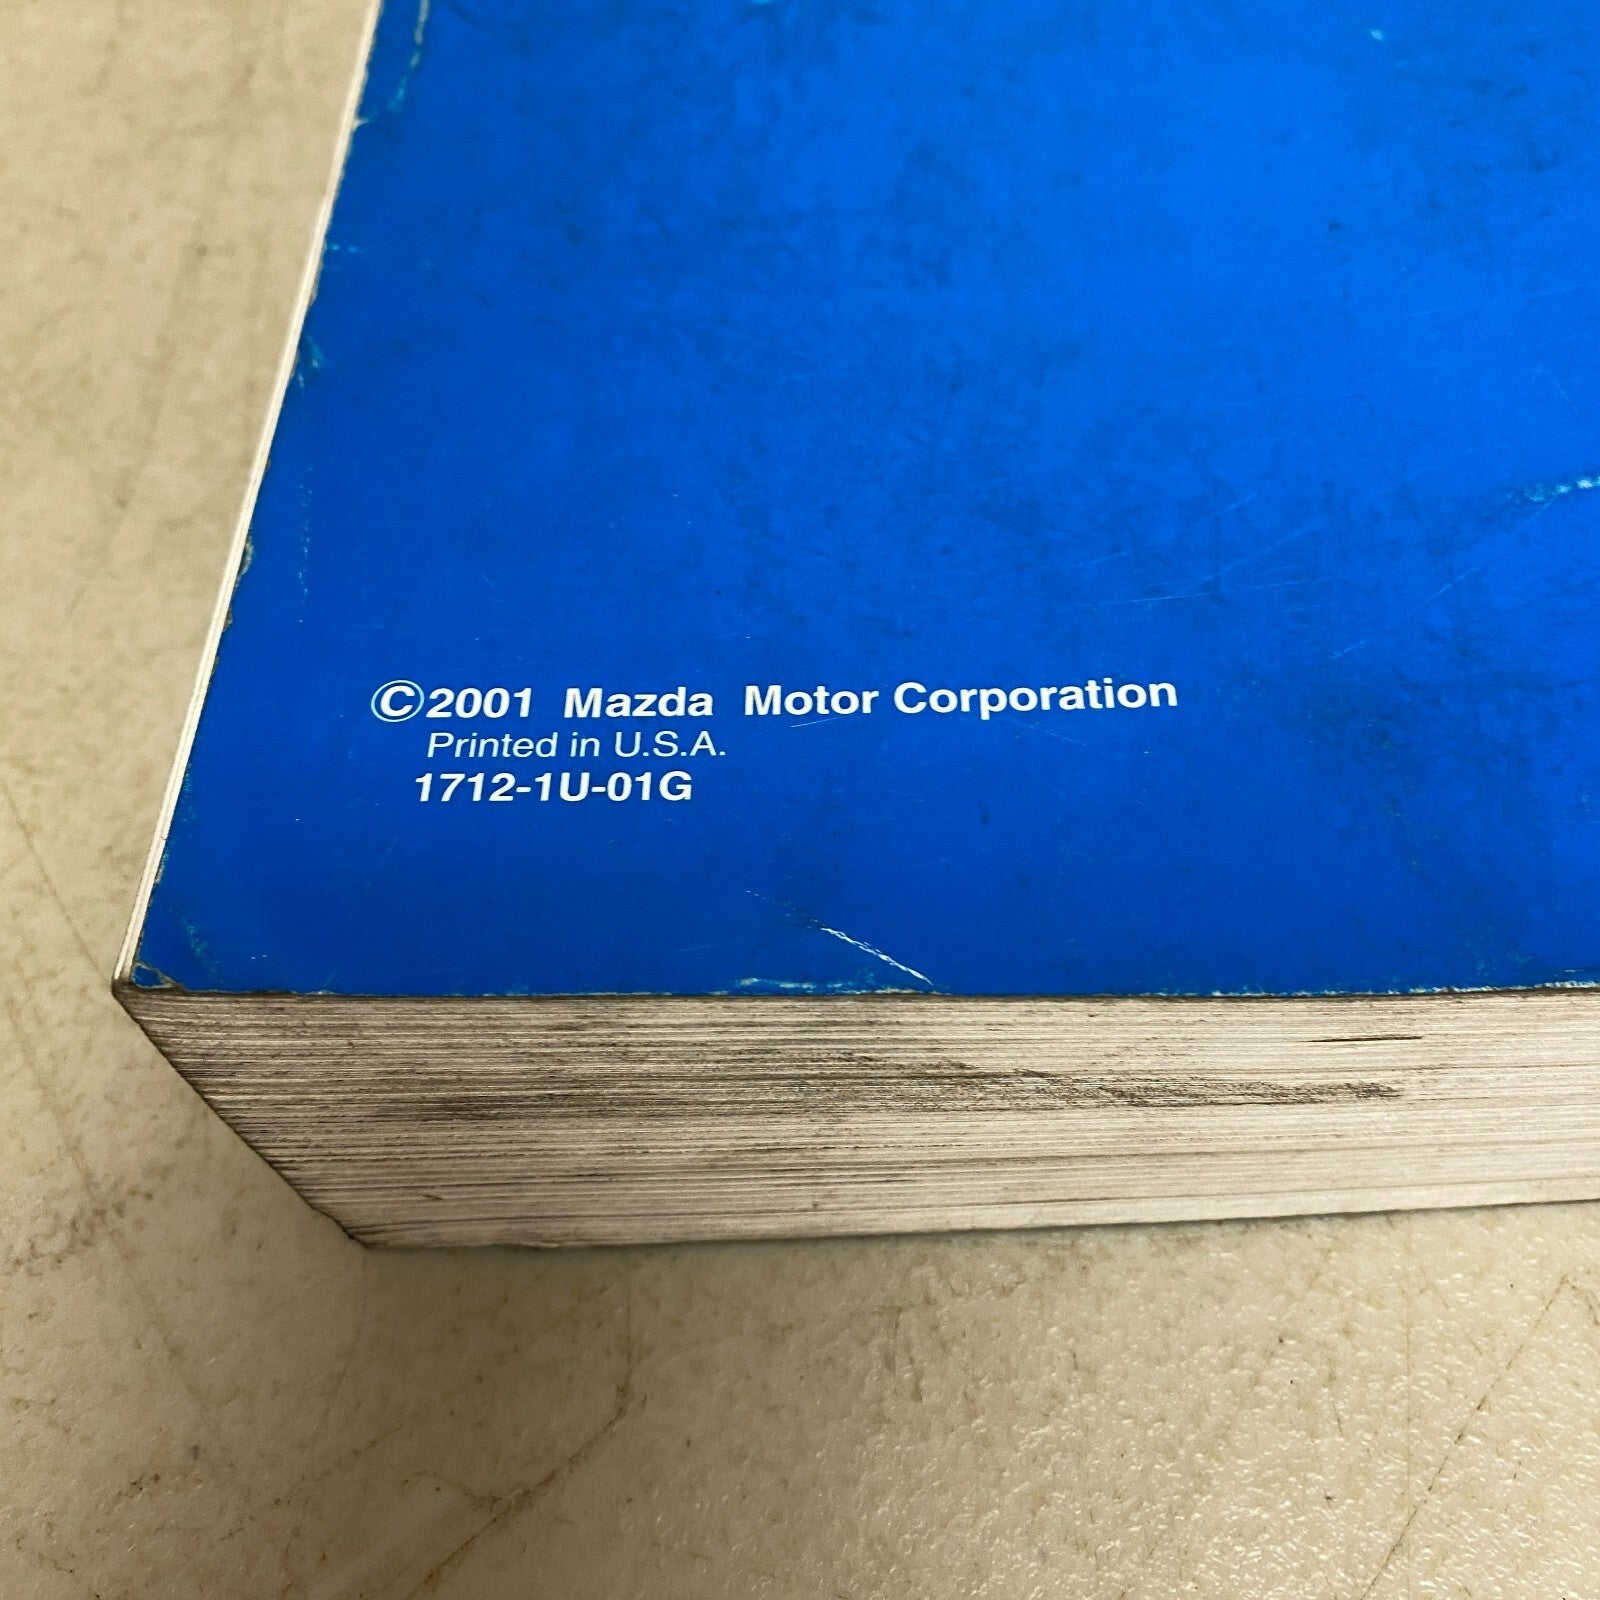 ©2001 Mazda Motor Corporation
Printed in U.S.A.
1712-1U-01G